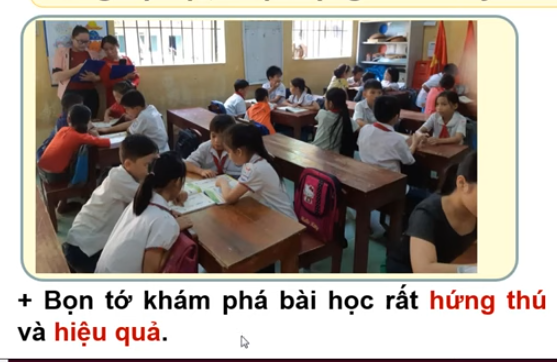 + Bọn tớ khám phá bài học rất hứng thú
và hiệu quả.